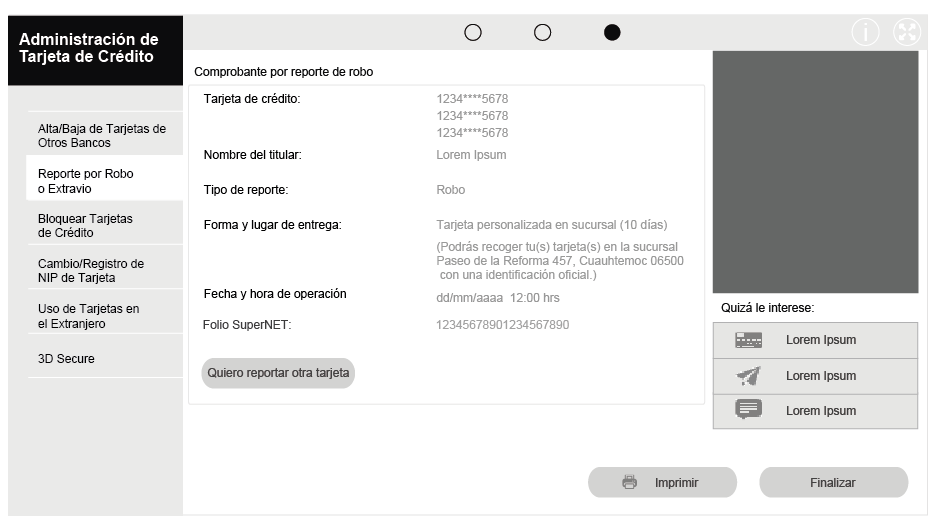 Administración de
Tarjeta de Crédito
Alta/Baja de Tarjetas de
Otros Bancos
Reporte por Robo
o Extravio
Bloquear Tarjetas
de Crédito
Cambio/Registro de
NIP de Tarjeta
Uso de Tarjetas en
el Extranjero
3D Secure
i
Comprobante por reporte de robo
Tarjeta de crédito: 1234****5678
1234****5678
1234****5678
Nombre del titular: Lorem Ipsum
Tipo de reporte: Robo
Forma y lugar de entrega: Tarjeta personalizada en sucursal (10 días)
(Podrás recoger tu(s) tarjeta(s) en la sucursal
Paseo de la Reforma 457, Cuauhtemoc 06500
con una identificación oficial.)
Fecha y hora de operación dd/mm/aaaa 12:00 hrs
Folio SuperNET: 12345678901234567890
Quiero reportar otra tarjeta
Quizá le interese:
Lorem Ipsum
Lorem Ipsum
Lorem Ipsum
Imprimir
Finalizar